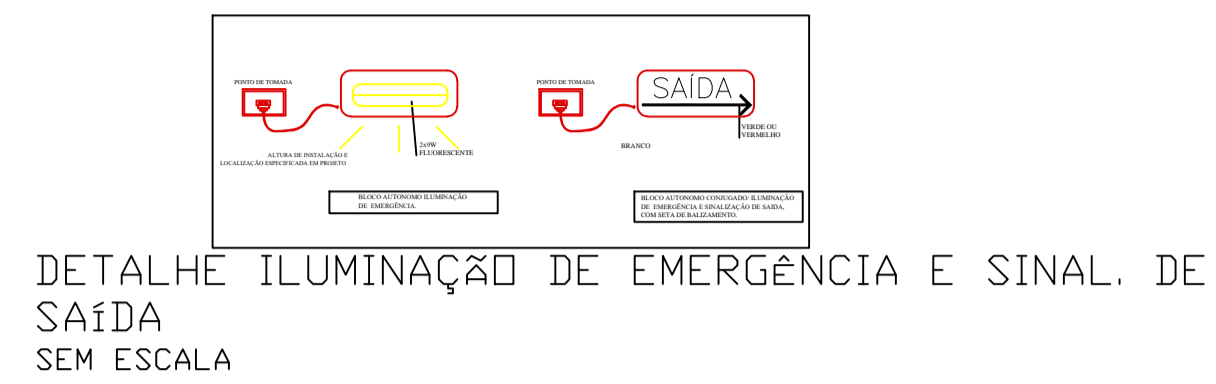 PONTO DE TOMADA
ALTURA DE INSTALAÇÃO E
LOCALIZAÇÃO ESPECIFICADA EM PROJETO
2x9W
FLUORESCENTE
BLOCO AUTONOMO ILUMINAÇÃO
DE EMERGÊNCIA.
PONTO DE TOMADA
SAÍDA
VERDE OU
VERMELHO
BRANCO
BLOCO AUTONOMO CONJUGADO/ ILUMINAÇÃO
DE EMERGÊNCIA E SINALIZAÇÃO DE SAIDA,
COM SETA DE BALIZAMENTO.
DETALHE ILUMINAÇÃO DE EMERGÊNCIA E SINAL. DE
SAÍDA
SEM ESCALA